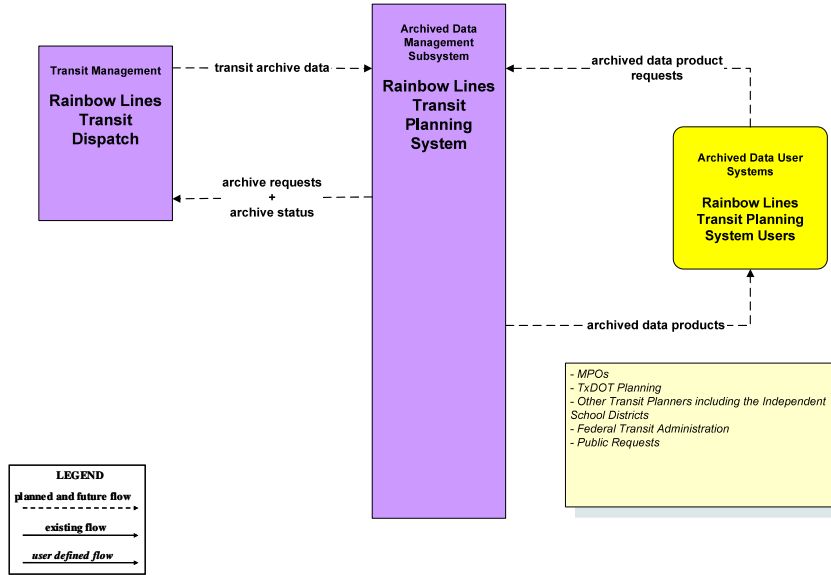 Transit Management
Rainbow Lines
Transit
Dispatch
transit archive data
archive requests
+
archive status
Archived Data
Management
Subsystem
Rainbow Lines
Transit
Planning
System
archived data product
requests
Archived Data User
Systems
Rainbow Lines
Transit Planning
System Users
archived data products
- MPOs
- TxDOT Planning
- Other Transit Planners including the Independent
School Districts
- Federal Transit Administration
- Public Requests
LEGEND
planned and future flow
existing flow
user defined flow